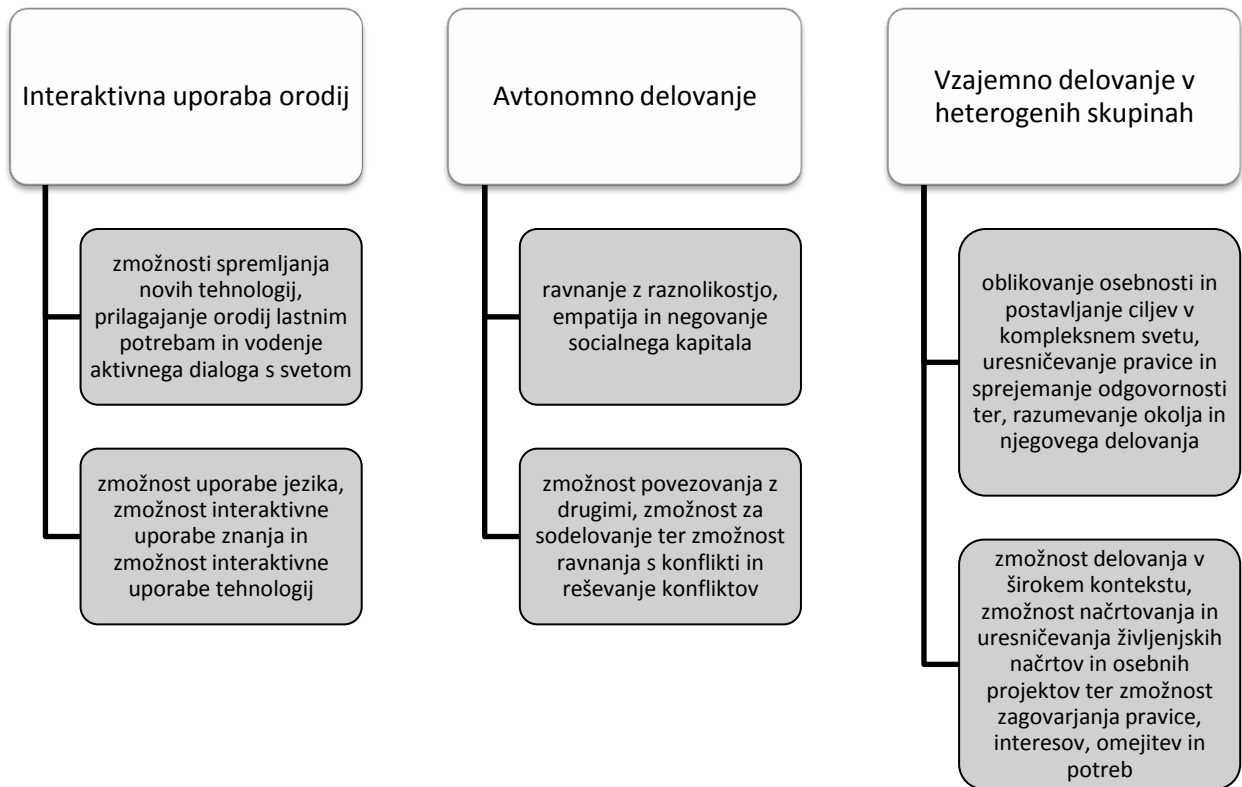 Interaktivna uporaba orodij
zmožnosti spremljanja
novih tehnologij,
prilagajanje orodij lastnim
potrebam in vodenje
aktivnega dialoga s svetom
zmožnost uporabe jezika,
zmožnost interaktivne
uporabe znanja in
zmožnost interaktivne
uporabe tehnologij
Avtonomno delovanje
ravnanje z raznolikostjo,
empatija in negovanje
socialnega kapitala
zmožnost povezovanja z
drugimi, zmožnost za
sodelovanje ter zmožnost
ravnanja s konflikti in
reševanje konfliktov
Vzajemno delovanje v
heterogenih skupinah
oblikovanje osebnosti in
postavljanje ciljev v
kompleksnem svetu,
uresničevanje pravice in
sprejemanje odgovornosti
ter, razumevanje okolja in
njegovega delovanja
zmožnost delovanja v
širokem kontekstu,
zmožnost načrtovanja in
uresničevanja življenjskih
načrtov in osebnih
projektov ter zmožnost
zagovarjanja pravice,
interesov, omejitev in
potreb